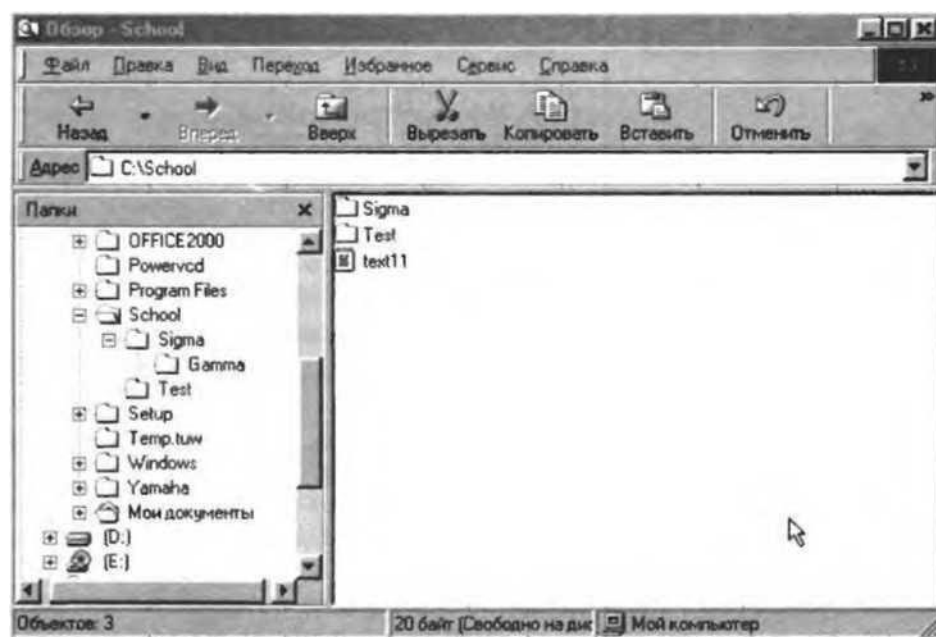 Обзор - School
Файл Правка Вид Переход Избранное Сервис Справка
Назад Вперед Вверх Вырезать Копировать Вставить Отменить »
Адрес C:\School
Папки
OFFICE2000
Powervcd
Program Files
School
Sigma
Gamma
Test
Setup
Temp.tuw
Windows
Yamaha
Мои документы
(D:)
(E:)
Sigma
Test
text11
Объектов: 3 20 байт (Свободно на дис Мой компьютер